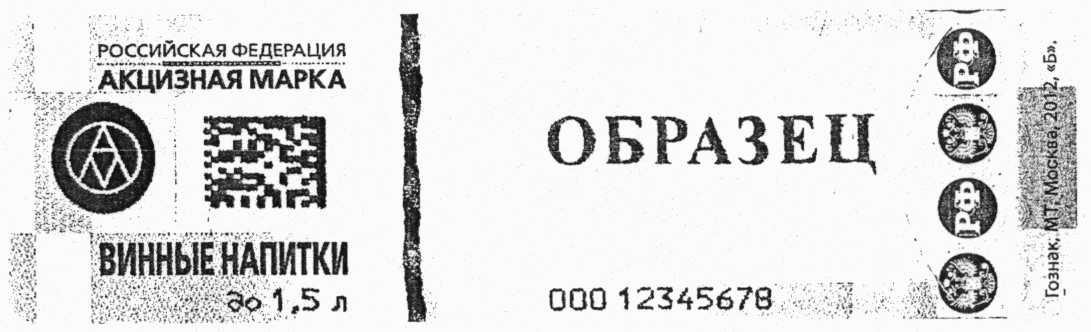 РОССИЙСКАЯ ФЕДЕРАЦИЯ
АКЦИЗНАЯ МАРКА
ВИННЫЕ НАПИТКИ
до 1,5 л
ОБРАЗЕЦ
000 12345678
РФ
РФ
Гознак, МТ, Москва, 2012, «Б».